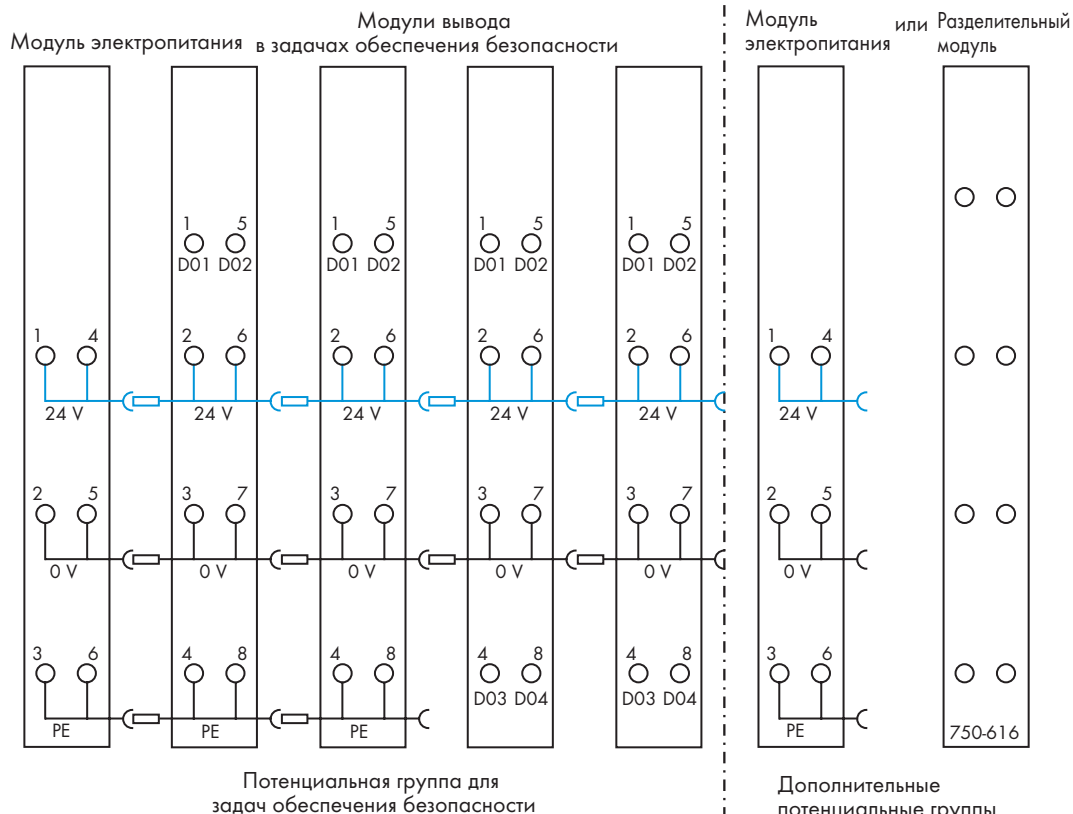 Модуль электропитания
Модули вывода
в задачах обеспечения безопасности
Модуль
электропитания
или
Разделительный
модуль
1 5 1 5 1 5 1 5
D01 D02 D01 D02 D01 D02 D01 D02
1 4 2 6 2 6 2 6 2 6 1 4
24 V 24 V 24 V 24 V 24 V 24 V
2 5 3 7 3 7 3 7 3 7 2 5
0 V 0 V 0 V 0 V 0 V 0 V
3 6 4 8 4 8 4 8 4 8 3 6
D03 D04 D03 D04
PE PE PE PE 750-616
Потенциальная группа для
задач обеспечения безопасности
Дополнительные
потенциальные группы